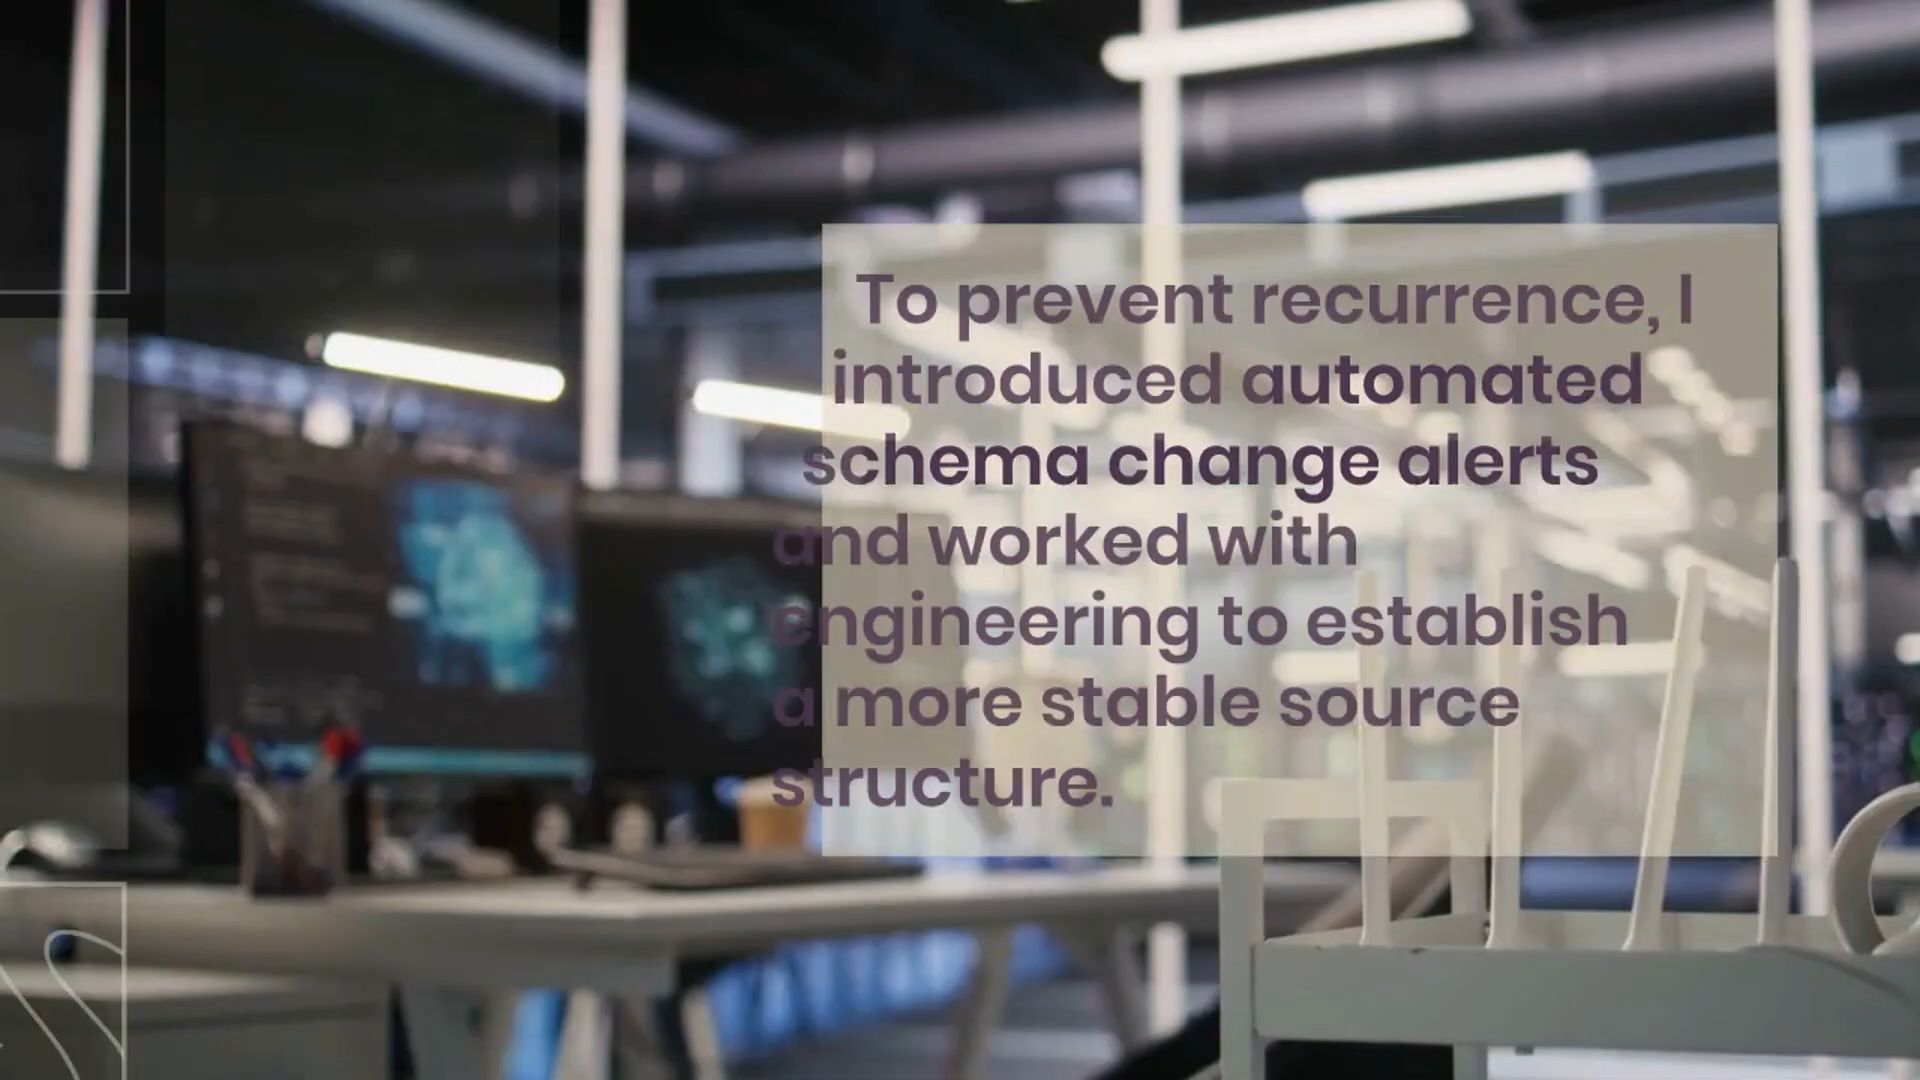 To prevent recurrence, I
introduced automated
schema change alerts
and worked with
engineering to establish
a more stable source
structure.